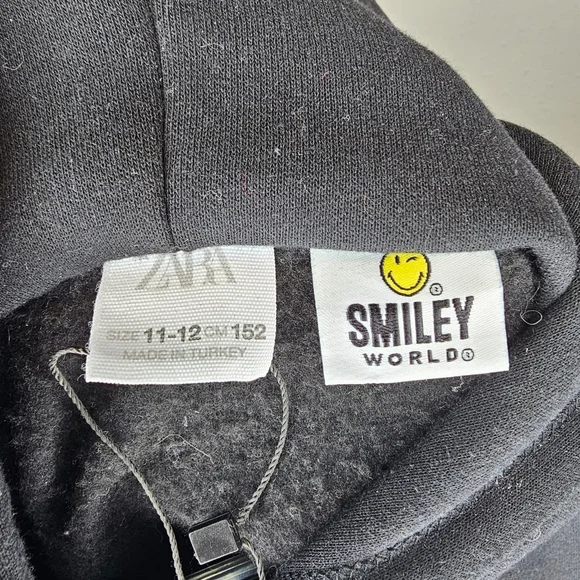 ZARA
SIZE 11-12 CM 152
MADE IN TURKEY
SMILEY
WORLD®